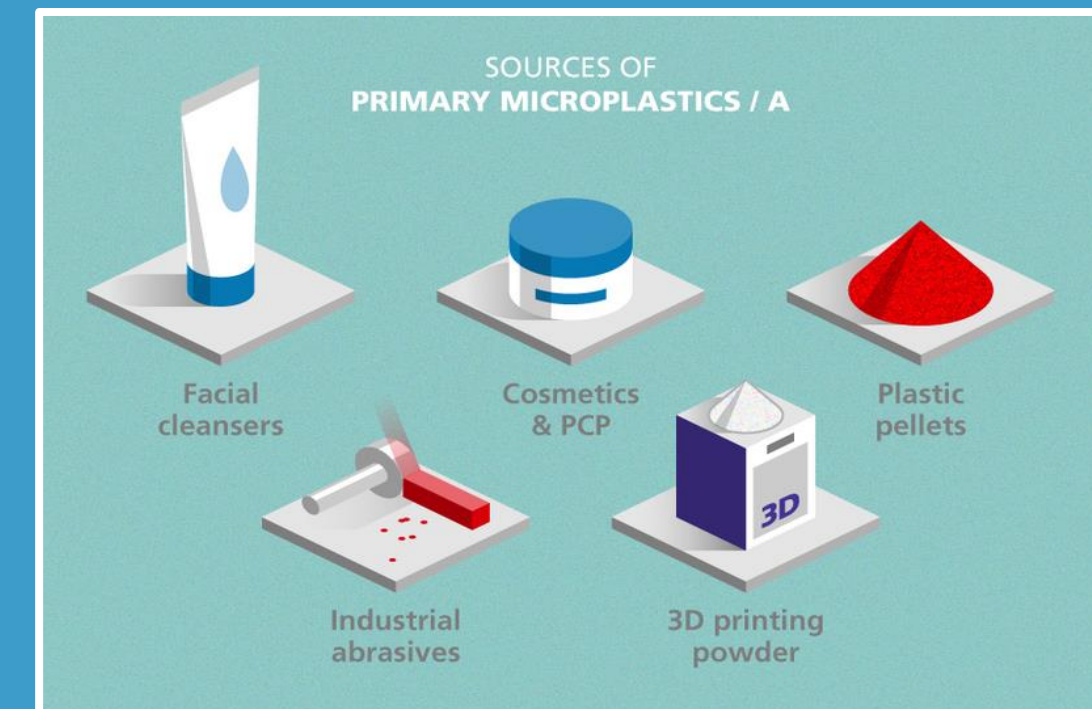 SOURCES OF
PRIMARY MICROPLASTICS / A
Facial
cleansers
Cosmetics
& PCP
Plastic
pellets
3D
Industrial
abrasives
3D printing
powder